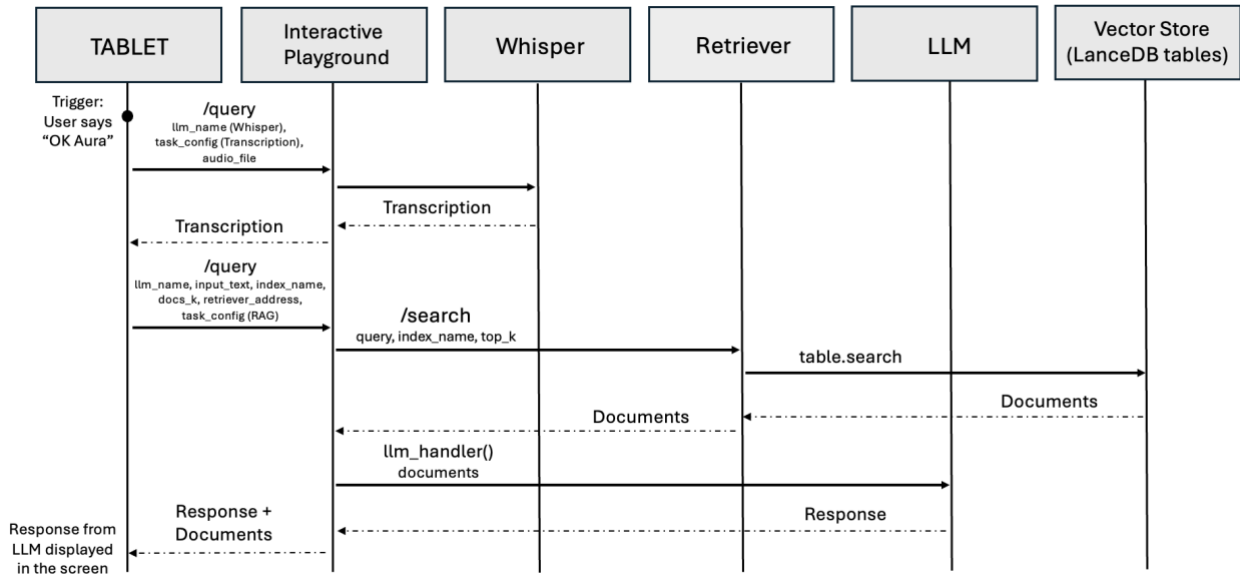 TABLET
Interactive
Playground
Whisper
Retriever
LLM
Vector Store
(LanceDB tables)
Trigger:
User says
“OK Aura”
/query
llm_name (Whisper),
task_config (Transcription),
audio_file
Transcription
Transcription
/query
llm_name, input_text, index_name,
docs_k, retriever_address,
task_config (RAG)
/search
query, index_name, top_k
table.search
Documents
Documents
llm_handler()
documents
Response
Response +
Documents
Response from
LLM displayed
in the screen